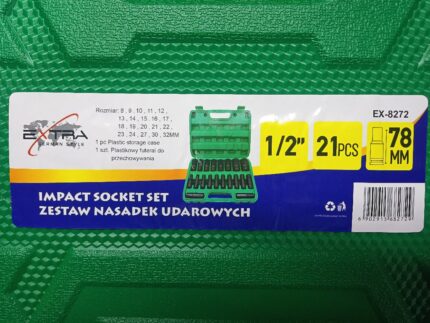 EXTRA
GERMAN STYLE
Rozmiar: 8 , 9 , 10 , 11 , 12 ,
13 , 14 , 15 , 16 , 17 ,
18 , 19 , 20 , 21 , 22 ,
23 , 24 , 27 , 30 , 32MM
1 pc Plastic storage case
1 szt. Plastikowy futerał do
przechowywania
1/2”
21PCS
EX-8272
78
MM
IMPACT SOCKET SET
ZESTAW NASADEK UDAROWYCH